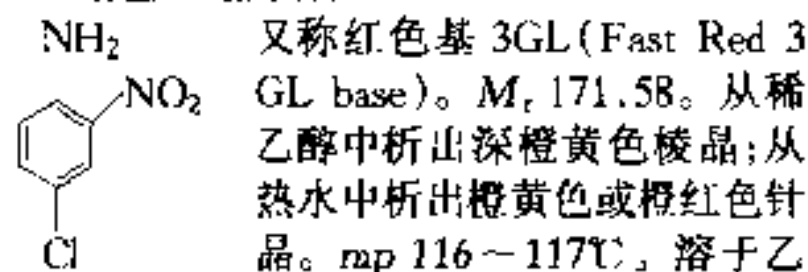 NH₂
又称红色基 3GL(Fast Red 3
NO₂
GL base)。Mr 171.58。从稀
乙醇中析出深橙黄色棱晶;从
热水中析出橙黄色或橙红色针
Cl
晶。mp 116~117℃。溶于乙